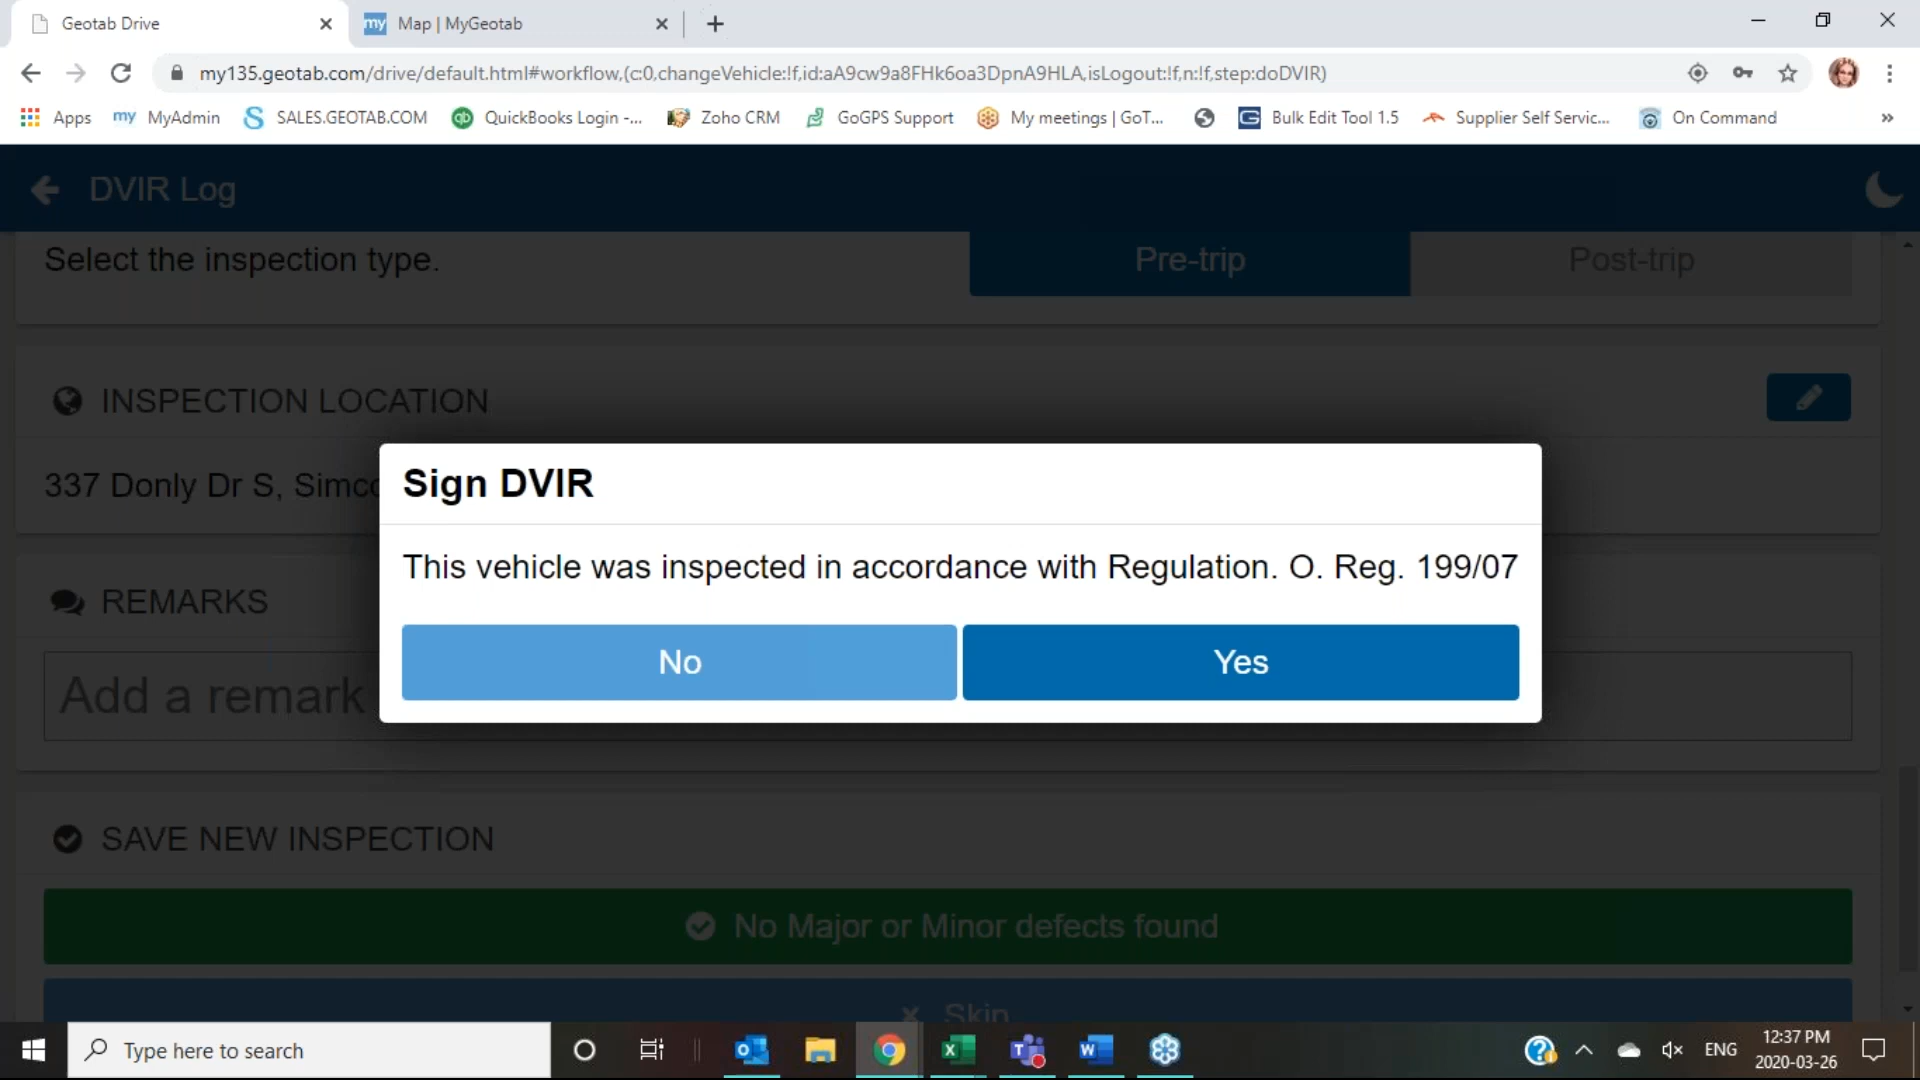 Geotab Drive
my Map | MyGeotab
my135.geotab.com/drive/default.html#workflow,(c:0,changeVehicle:!f,id:aA9cw9a8FHk6oa3DpnA9HLA,isLogout:!f,n:!f,step:doDVIR)
Apps my MyAdmin SALES.GEOTAB.COM qb QuickBooks Login -... Zoho CRM GoGPS Support My meetings | GoT... Bulk Edit Tool 1.5 Supplier Self Servic... On Command »
DVIR Log
Select the inspection type. Pre-trip Post-trip
INSPECTION LOCATION
337 Donly Dr S, Simco
Sign DVIR
This vehicle was inspected in accordance with Regulation. O. Reg. 199/07
No Yes
REMARKS
Add a remark
SAVE NEW INSPECTION
No Major or Minor defects found
Skip
Type here to search
ENG
12:37 PM
2020-03-26